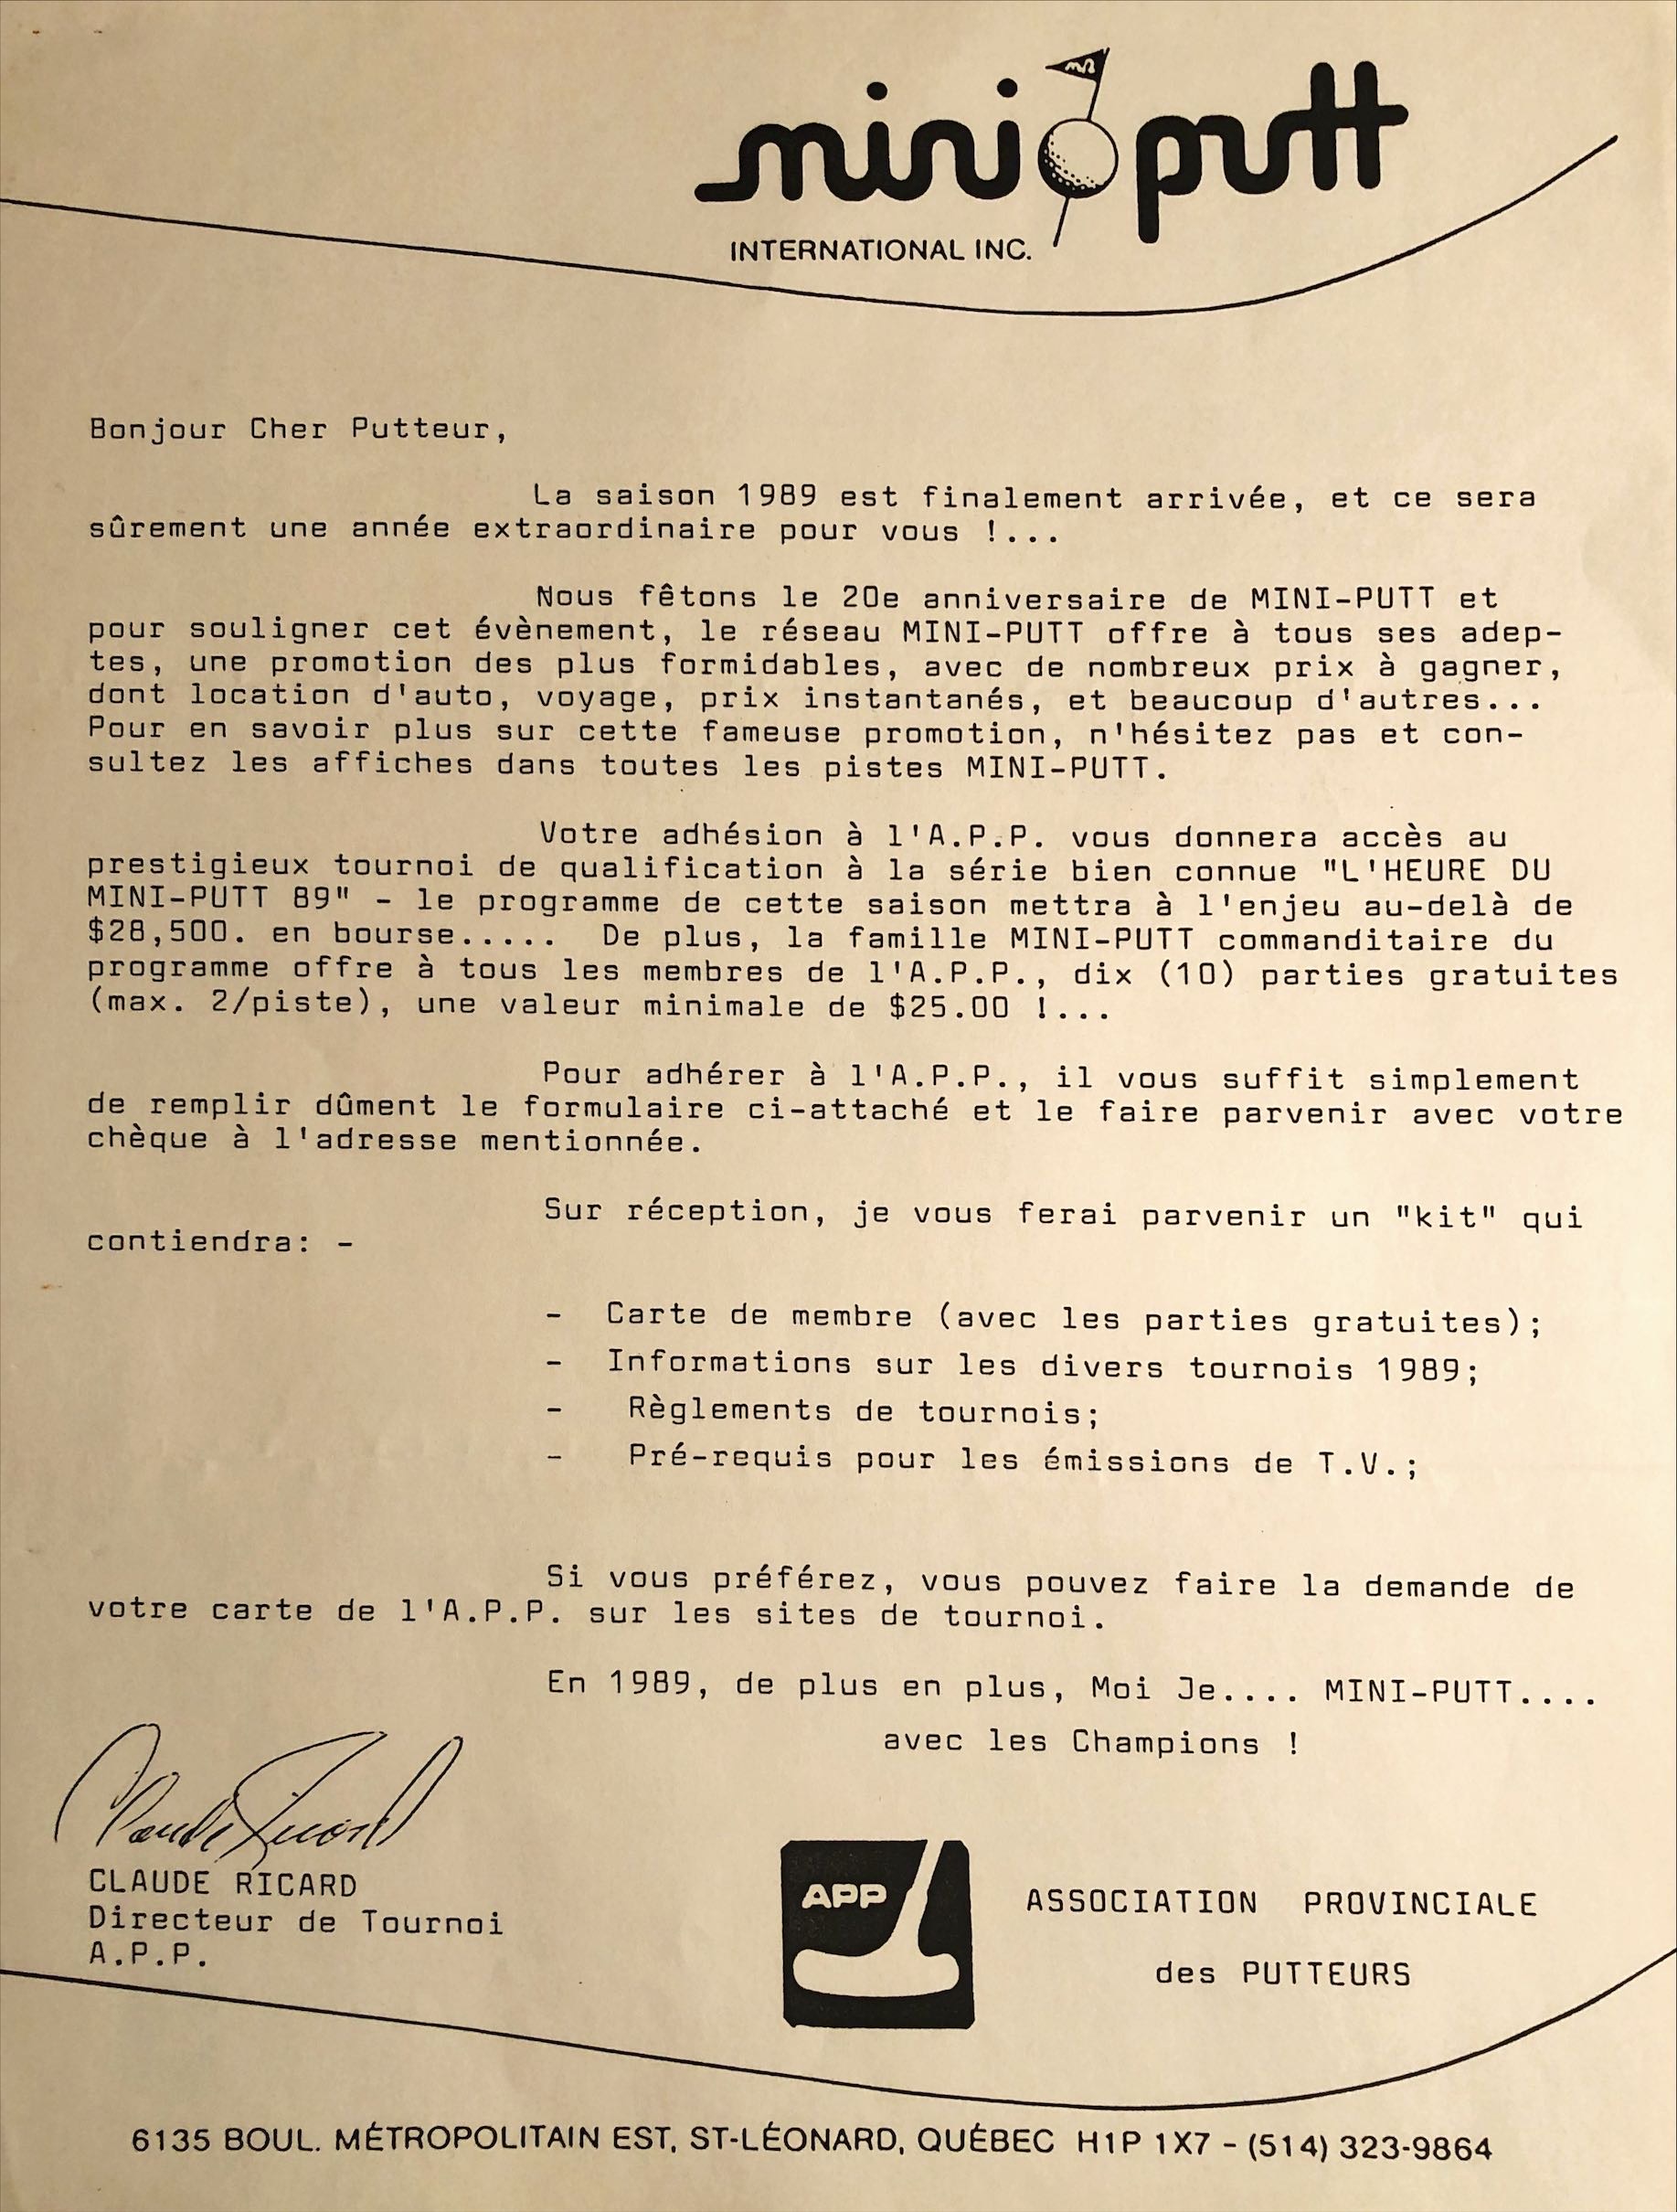 mini putt
INTERNATIONAL INC.
Bonjour Cher Putteur,
La saison 1989 est finalement arrivée, et ce sera
sûrement une année extraordinaire pour vous !...
Nous fêtons le 20e anniversaire de MINI-PUTT et
pour souligner cet évènement, le réseau MINI-PUTT offre à tous ses adep-
tes, une promotion des plus formidables, avec de nombreux prix à gagner,
dont location d'auto, voyage, prix instantanés, et beaucoup d'autres...
Pour en savoir plus sur cette fameuse promotion, n'hésitez pas et con-
sultez les affiches dans toutes les pistes MINI-PUTT.
Votre adhésion à l'A.P.P. vous donnera accès au
prestigieux tournoi de qualification à la série bien connue "L'HEURE DU
MINI-PUTT 89" - le programme de cette saison mettra à l'enjeu au-delà de
$28,500. en bourse..... De plus, la famille MINI-PUTT commanditaire du
programme offre à tous les membres de l'A.P.P., dix (10) parties gratuites
(max. 2/piste), une valeur minimale de $25.00 !...
Pour adhérer à l'A.P.P., il vous suffit simplement
de remplir dûment le formulaire ci-attaché et le faire parvenir avec votre
chèque à l'adresse mentionnée.
Sur réception, je vous ferai parvenir un "kit" qui
contiendra: -
- Carte de membre (avec les parties gratuites);
- Informations sur les divers tournois 1989;
- Règlements de tournois;
- Pré-requis pour les émissions de T.V.;
Si vous préférez, vous pouvez faire la demande de
votre carte de l'A.P.P. sur les sites de tournoi.
En 1989, de plus en plus, Moi Je.... MINI-PUTT....
avec les Champions !
Claude Ricard
CLAUDE RICARD
Directeur de Tournoi
A.P.P.
APP
ASSOCIATION PROVINCIALE
des PUTTEURS
6135 BOUL. MÉTROPOLITAIN EST, ST-LÉONARD, QUÉBEC H1P 1X7 - (514) 323-9864